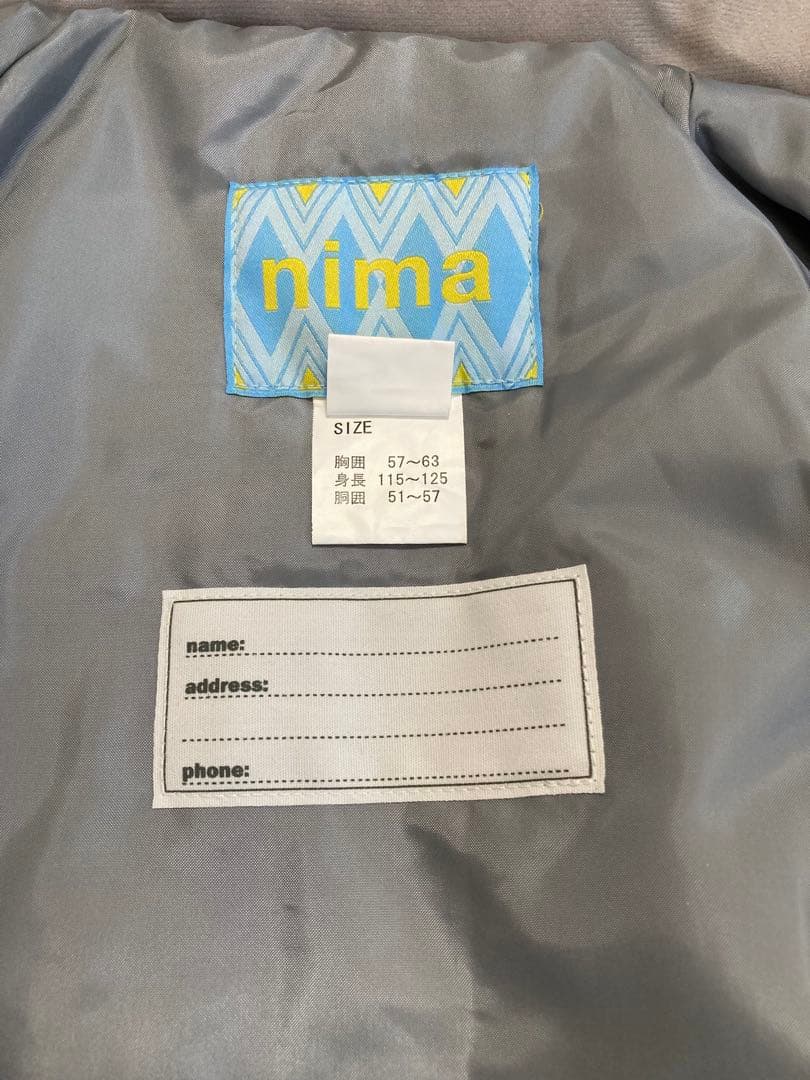 nima
SIZE
胸囲 57～63
身長 115～125
胴囲 51～57
name:
address:
phone: